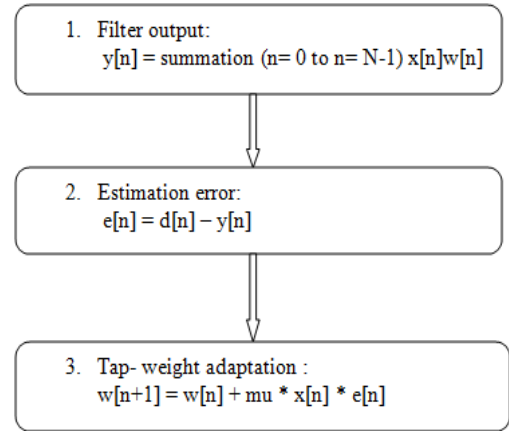 1. Filter output:
y[n] = summation (n= 0 to n= N-1) x[n]w[n]
2. Estimation error:
e[n] = d[n] – y[n]
3. Tap- weight adaptation :
w[n+1] = w[n] + mu * x[n] * e[n]